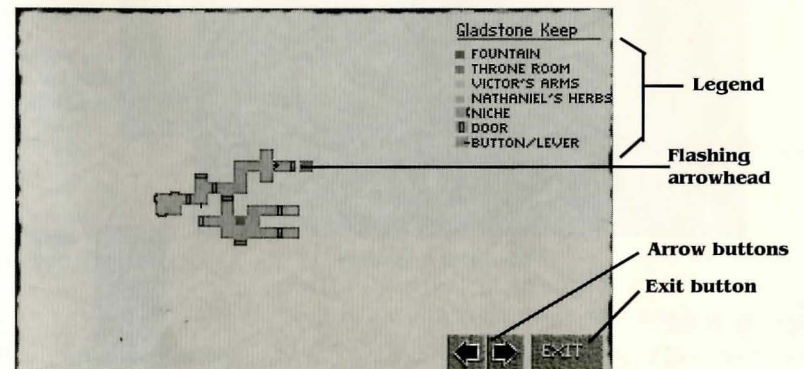 Gladstone Keep
FOUNTAIN
THRONE ROOM
VICTOR'S ARMS
NATHANIEL'S HERBS
NICHE
DOOR
BUTTON/LEVER
Legend
Flashing
arrowhead
Arrow buttons
Exit button
EXIT